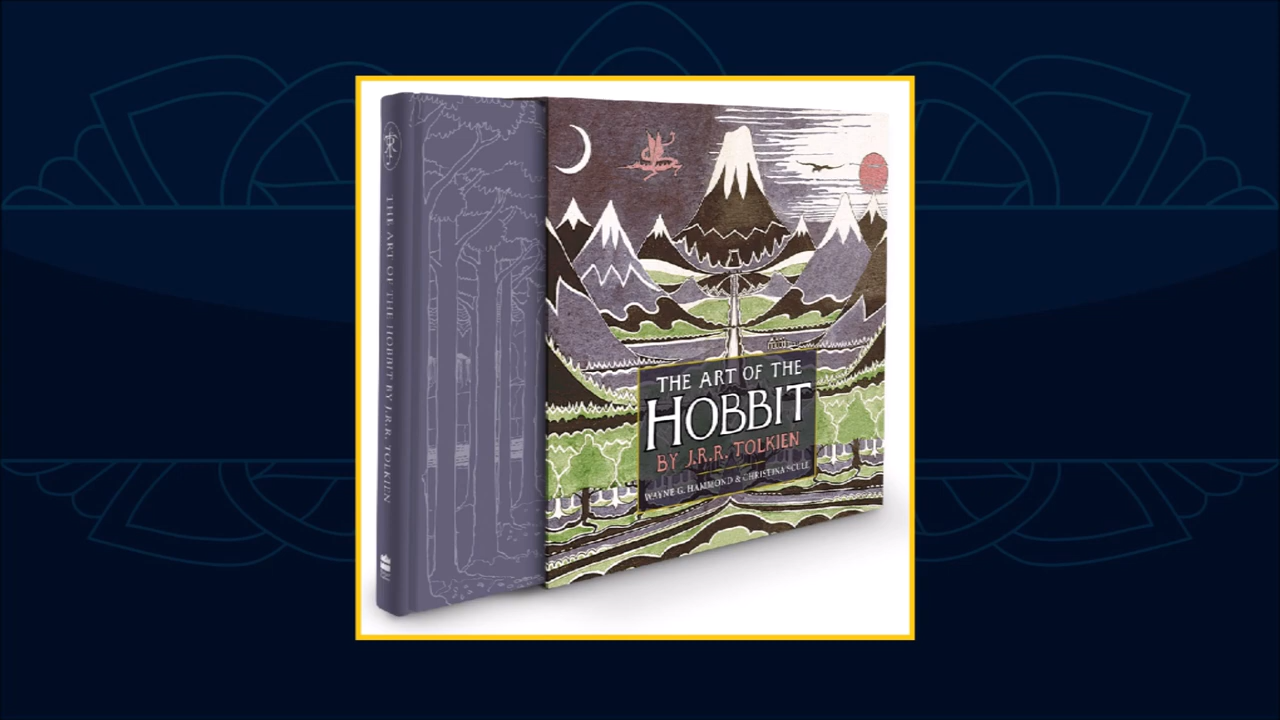 THE ART OF THE HOBBIT BY J.R.R. TOLKIEN
THE ART OF THE
HOBBIT
BY J.R.R. TOLKIEN
WAYNE G. HAMMOND & CHRISTINA SCULL